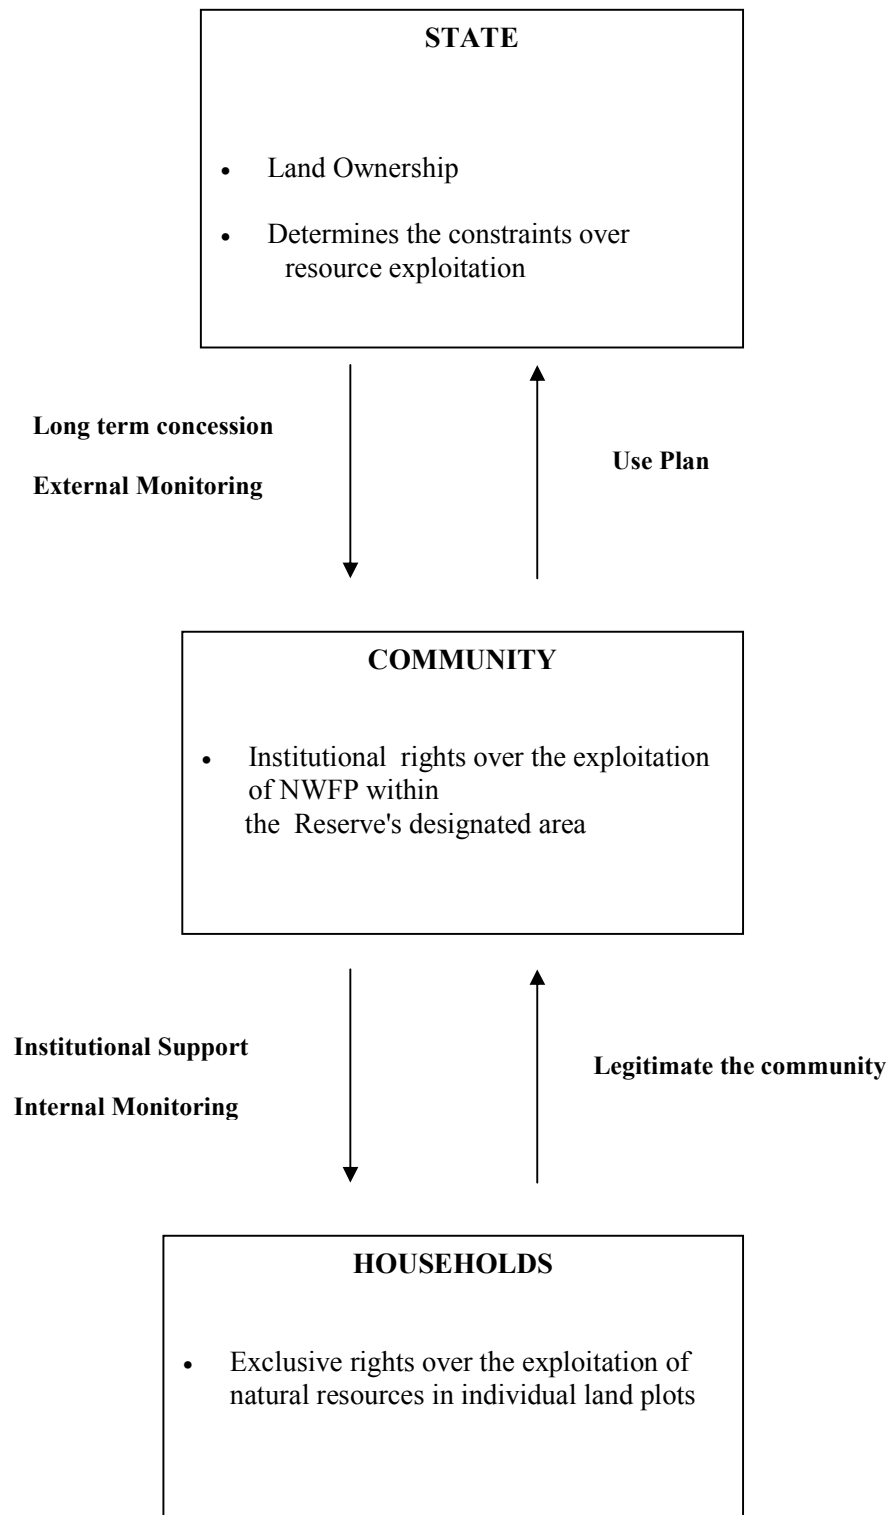 STATE
• Land Ownership
• Determines the constraints over
resource exploitation
Long term concession
External Monitoring
Use Plan
COMMUNITY
• Institutional rights over the exploitation
of NWFP within
the Reserve's designated area
Institutional Support
Internal Monitoring
Legitimate the community
HOUSEHOLDS
• Exclusive rights over the exploitation of
natural resources in individual land plots